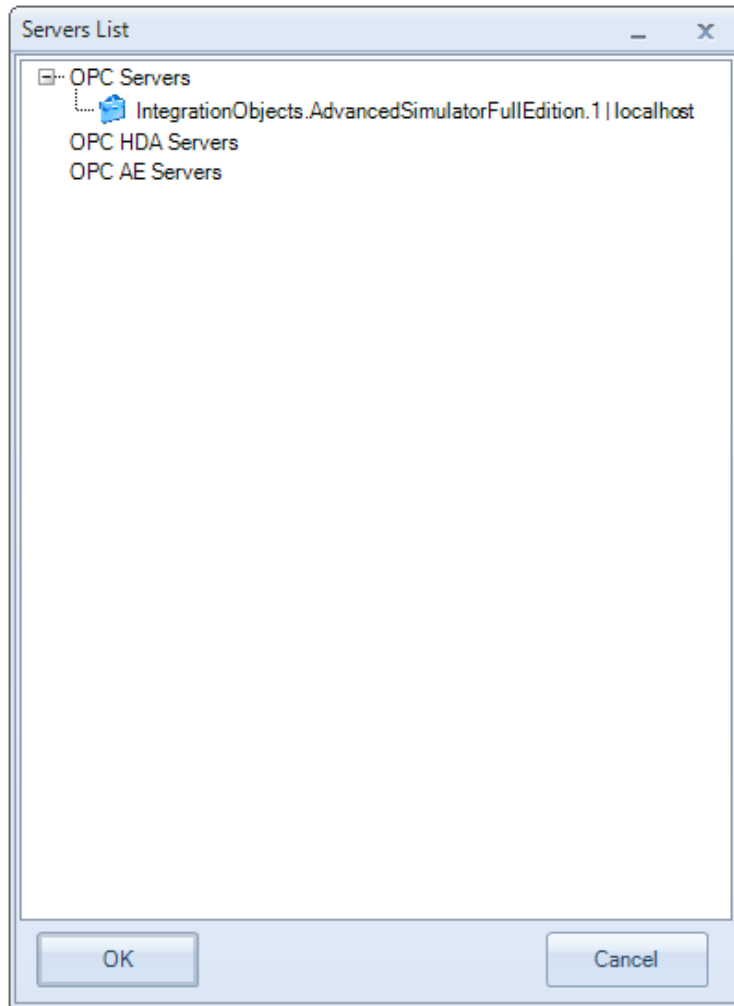 Servers List
OPC Servers
IntegrationObjects.AdvancedSimulatorFullEdition.1 | localhost
OPC HDA Servers
OPC AE Servers
OK Cancel